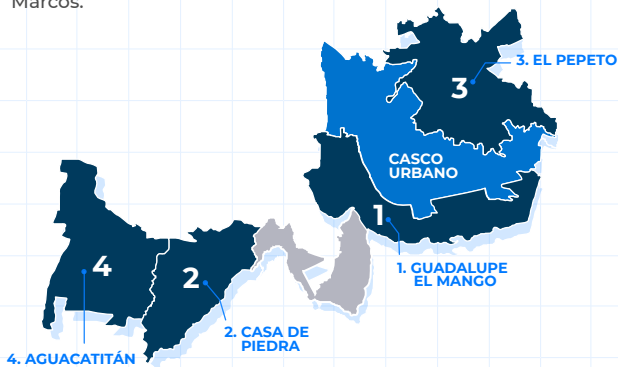 Marcos.
3. EL PEPETO
3
CASCO
URBANO
1
1. GUADALUPE
EL MANGO
4
2
2. CASA DE
PIEDRA
4. AGUACATITÁN